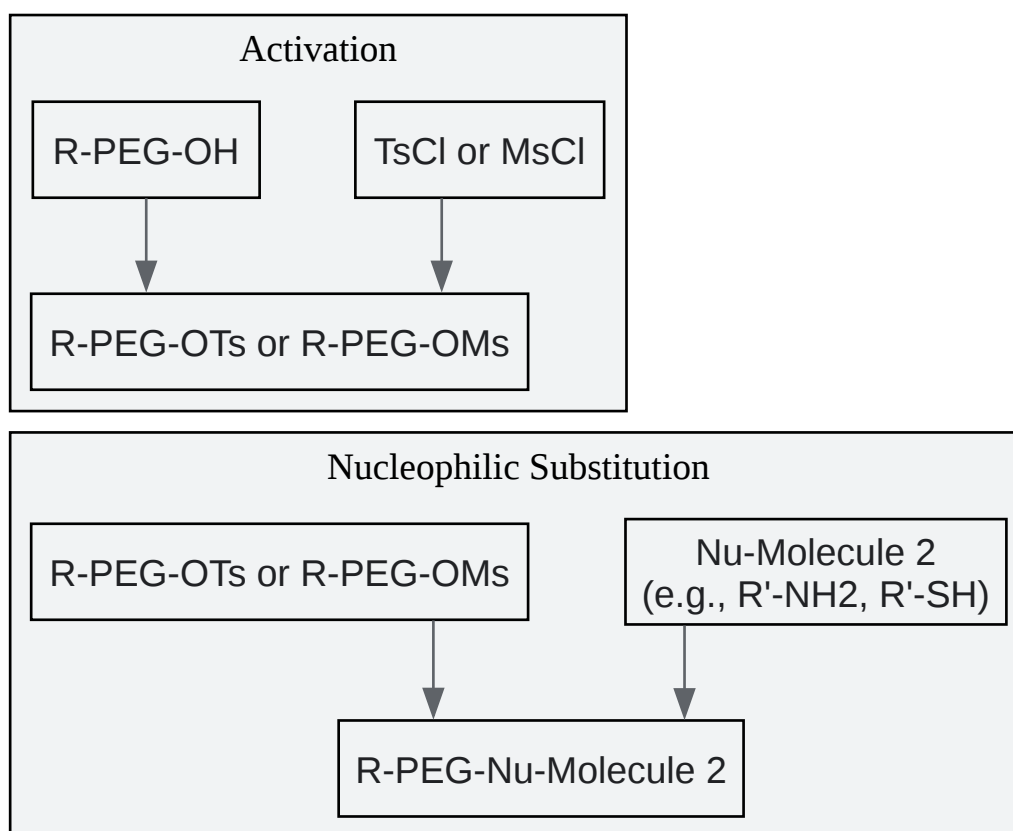 Activation
R-PEG-OH
TsCl or MsCl
R-PEG-OTs or R-PEG-OMs
Nucleophilic Substitution
R-PEG-OTs or R-PEG-OMs
Nu-Molecule 2
(e.g., R'-NH2, R'-SH)
R-PEG-Nu-Molecule 2